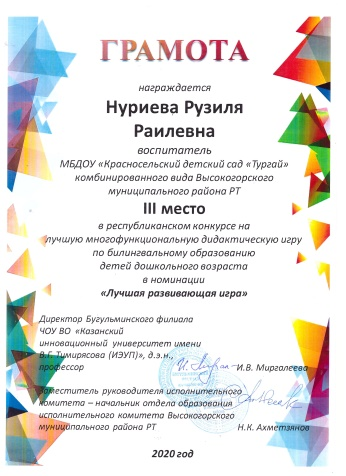 ГРАМОТА
награждается
Нуриева Рузиля
Раилевна
воспитатель
МБДОУ «Красносельский детский сад «Тургай»
комбинированного вида Высокогорского
муниципального района РТ
III место
в республиканском конкурсе на
лучшую многофункциональную дидактическую игру
по билингвальному образованию
детей дошкольного возраста
в номинации
«Лучшая развивающая игра»
Директор Бугульминского филиала
ЧОУ ВО «Казанский
инновационный университет имени
В.Г. Тимирясова (ИЭУП)», д.э.н.,
профессор И.В. Миргалеева
Заместитель руководителя исполнительного
комитета – начальник отдела образования
исполнительного комитета Высокогорского
муниципального района РТ Н.К. Ахметзянов
2020 год